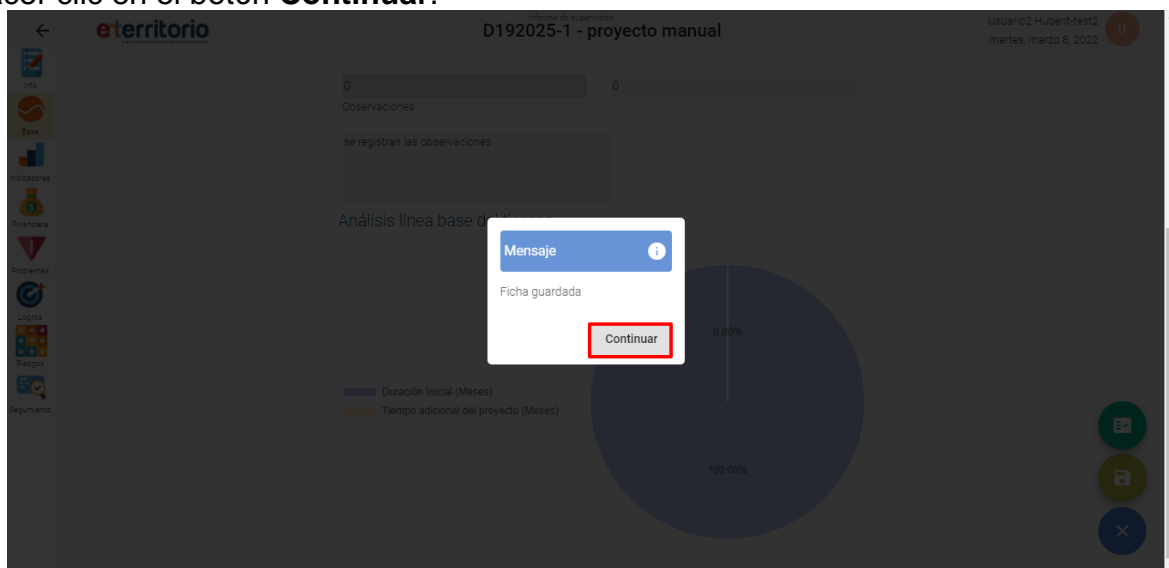 clic en el botón Continuar.
Informe de supervisión
eterritorio
D192025-1 - proyecto manual
Usuario2 Hubent-test2
martes, marzo 8, 2022
U
Info
Base
Indicadores
Financiera
Problemas
Logros
Riesgos
Seguimiento
0
0
Observaciones
se registran las observaciones
Análisis línea base del tiempo
Mensaje
Ficha guardada
Continuar
0.00%
Duración Inicial (Meses)
Tiempo adicional del proyecto (Meses)
100.00%